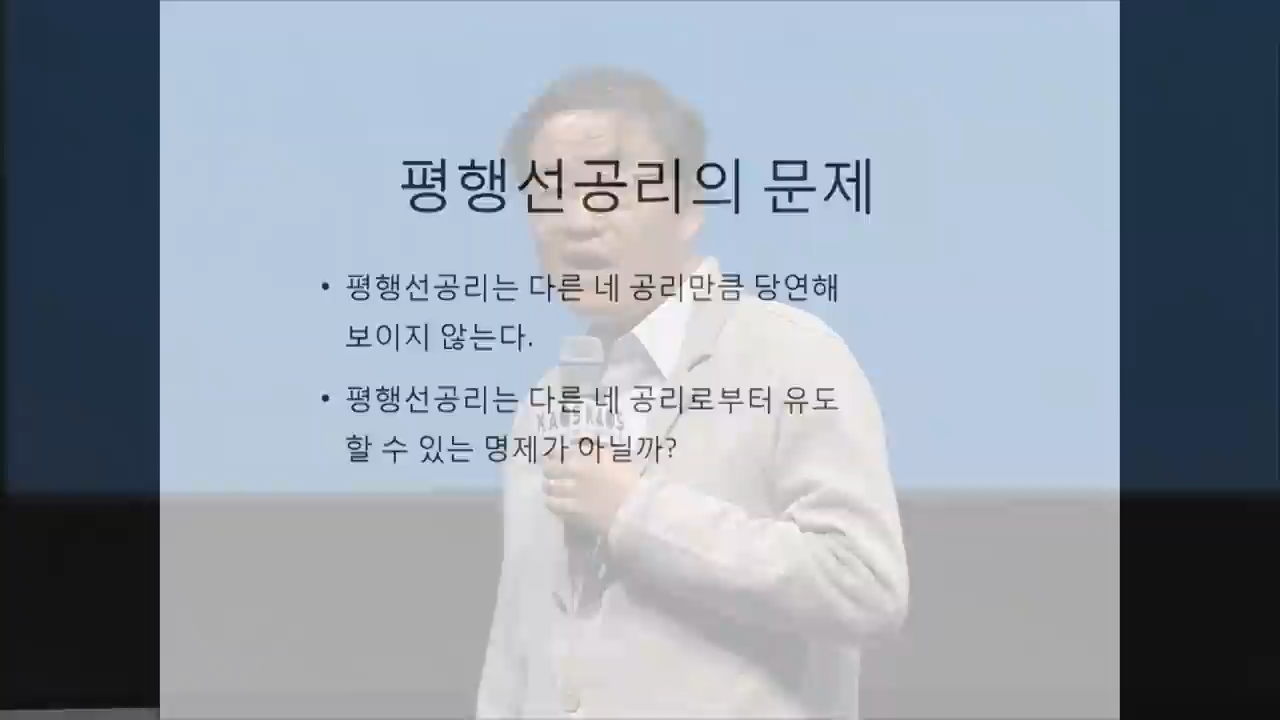 평행선공리의 문제
• 평행선공리는 다른 네 공리만큼 당연해
보이지 않는다.
• 평행선공리는 다른 네 공리로부터 유도
할 수 있는 명제가 아닐까?
KAOS KAOS